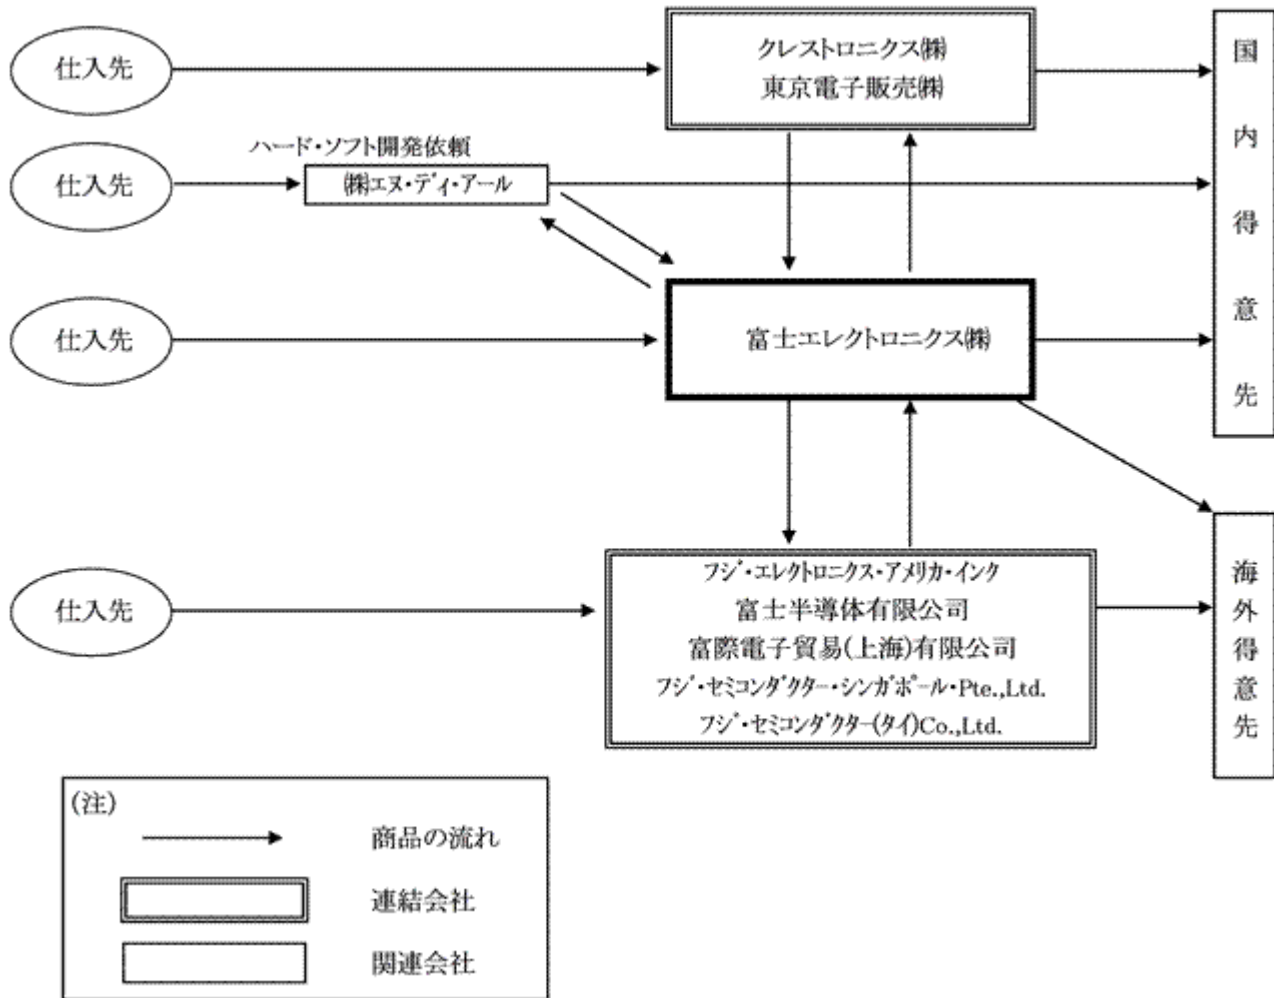 仕入先
クレストロニクス㈱
東京電子販売㈱
国内得意先
ハード・ソフト開発依頼
仕入先
㈱エヌ・ディ・アール
仕入先
富士エレクトロニクス㈱
仕入先
フジ・エレクトロニクス・アメリカ・インク
富士半導体有限公司
富際電子貿易(上海)有限公司
フジ・セミコンダクター・シンガポール・Pte.,Ltd.
フジ・セミコンダクター(タイ)Co.,Ltd.
海外得意先
(注)
商品の流れ
連結会社
関連会社